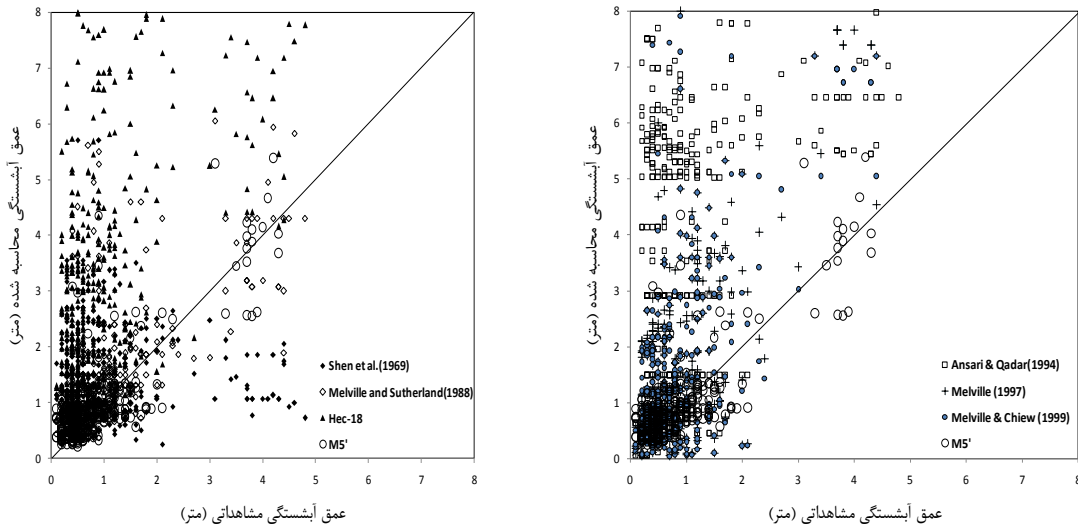 8
7
6
5
4
3
2
1
0
عمق آبشستگی محاسبه شده (متر)
Shen et al. (1969)
Melville and Sutherland(1988)
Hec-18
M5'
0 1 2 3 4 5 6 7 8
عمق آبشستگی مشاهداتی (متر)
8
7
6
5
4
3
2
1
0
عمق آبشستگی محاسبه شده (متر)
Ansari & Qadar(1994)
Melville (1997)
Melville & Chiew (1999)
M5'
0 1 2 3 4 5 6 7 8
عمق آبشستگی مشاهداتی (متر)